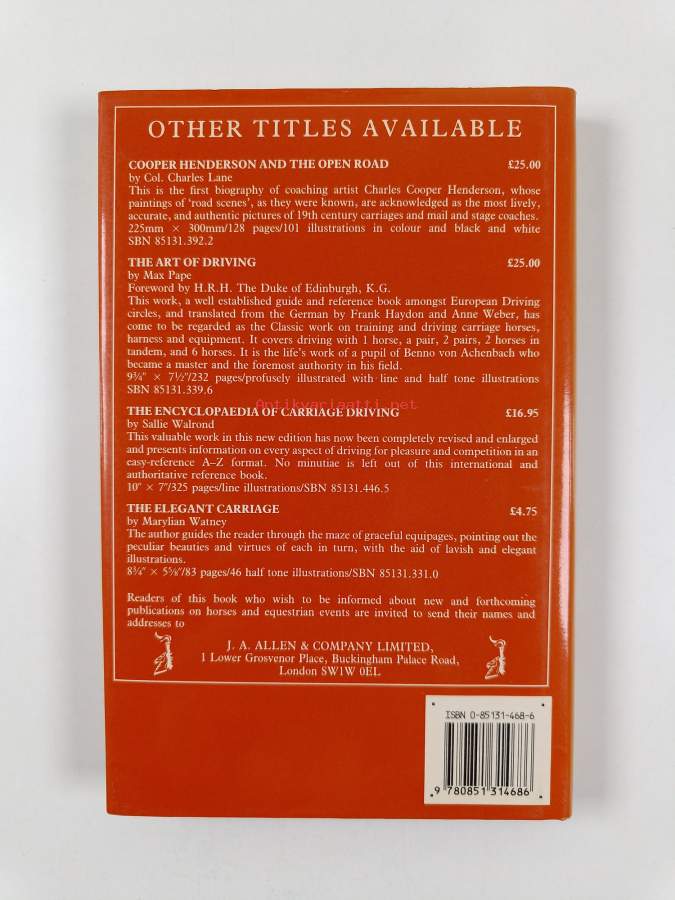 OTHER TITLES AVAILABLE
COOPER HENDERSON AND THE OPEN ROAD £25.00
by Col. Charles Lane
This is the first biography of coaching artist Charles Cooper Henderson, whose
paintings of ‘road scenes’, as they were known, are acknowledged as the most lively,
accurate, and authentic pictures of 19th century carriages and mail and stage coaches.
225mm × 300mm/128 pages/101 illustrations in colour and black and white
SBN 85131.392.2
THE ART OF DRIVING £25.00
by Max Pape
Foreword by H.R.H. The Duke of Edinburgh, K.G.
This work, a well established guide and reference book amongst European Driving
circles, and translated from the German by Frank Haydon and Anne Weber, has
come to be regarded as the Classic work on training and driving carriage horses,
harness and equipment. It covers driving with 1 horse, a pair, 2 pairs, 2 horses in
tandem, and 6 horses. It is the life’s work of a pupil of Benno von Achenbach who
became a master and the foremost authority in his field.
9¾″ × 7½″/232 pages/profusely illustrated with line and half tone illustrations
SBN 85131.339.6
Antikvariaatti.net
THE ENCYCLOPAEDIA OF CARRIAGE DRIVING £16.95
by Sallie Walrond
This valuable work in this new edition has now been completely revised and enlarged
and presents information on every aspect of driving for pleasure and competition in an
easy-reference A–Z format. No minutiae is left out of this international and
authoritative reference book.
10″ × 7″/325 pages/line illustrations/SBN 85131.446.5
THE ELEGANT CARRIAGE £4.75
by Marylian Watney
The author guides the reader through the maze of graceful equipages, pointing out the
peculiar beauties and virtues of each in turn, with the aid of lavish and elegant
illustrations.
8¾″ × 5⅝″/83 pages/46 half tone illustrations/SBN 85131.331.0
Readers of this book who wish to be informed about new and forthcoming
publications on horses and equestrian events are invited to send their names and
addresses to
J. A. ALLEN & COMPANY LIMITED,
1 Lower Grosvenor Place, Buckingham Palace Road,
London SW1W 0EL
ISBN 0-85131-468-6
9 780851 314686